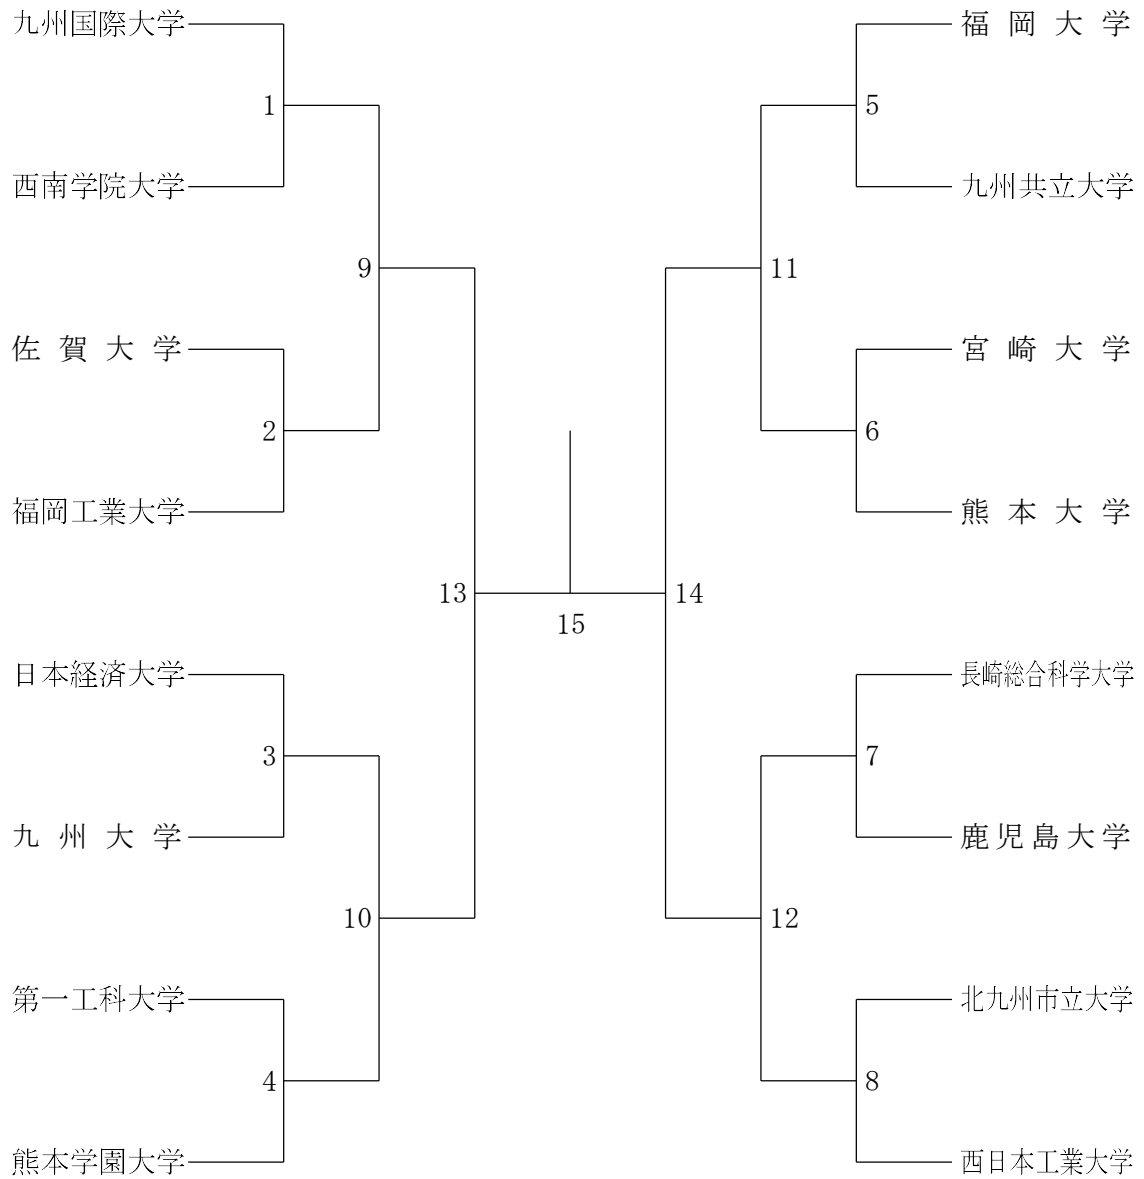 九州国際大学
1
西南学院大学
9
佐賀大学
2
福岡工業大学
13
日本経済大学
3
九州大学
10
第一工科大学
4
熊本学園大学
15
福岡大学
5
九州共立大学
11
宮崎大学
6
熊本大学
14
長崎総合科学大学
7
鹿児島大学
12
北九州市立大学
8
西日本工業大学